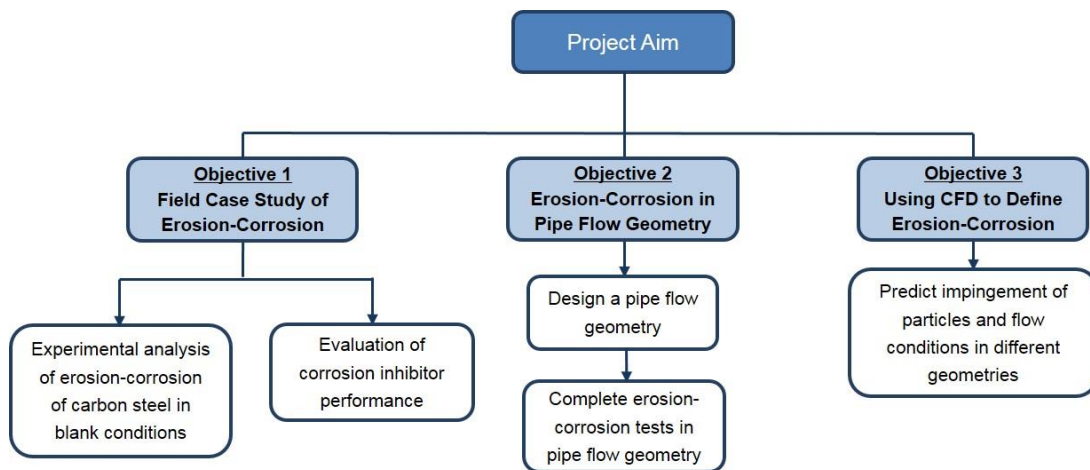 Project Aim
Objective 1
Field Case Study of
Erosion-Corrosion
Objective 2
Erosion-Corrosion in
Pipe Flow Geometry
Objective 3
Using CFD to Define
Erosion-Corrosion
Experimental analysis
of erosion-corrosion
of carbon steel in
blank conditions
Evaluation of
corrosion inhibitor
performance
Design a pipe flow
geometry
Complete erosion-
corrosion tests in
pipe flow geometry
Predict impingement of
particles and flow
conditions in different
geometries